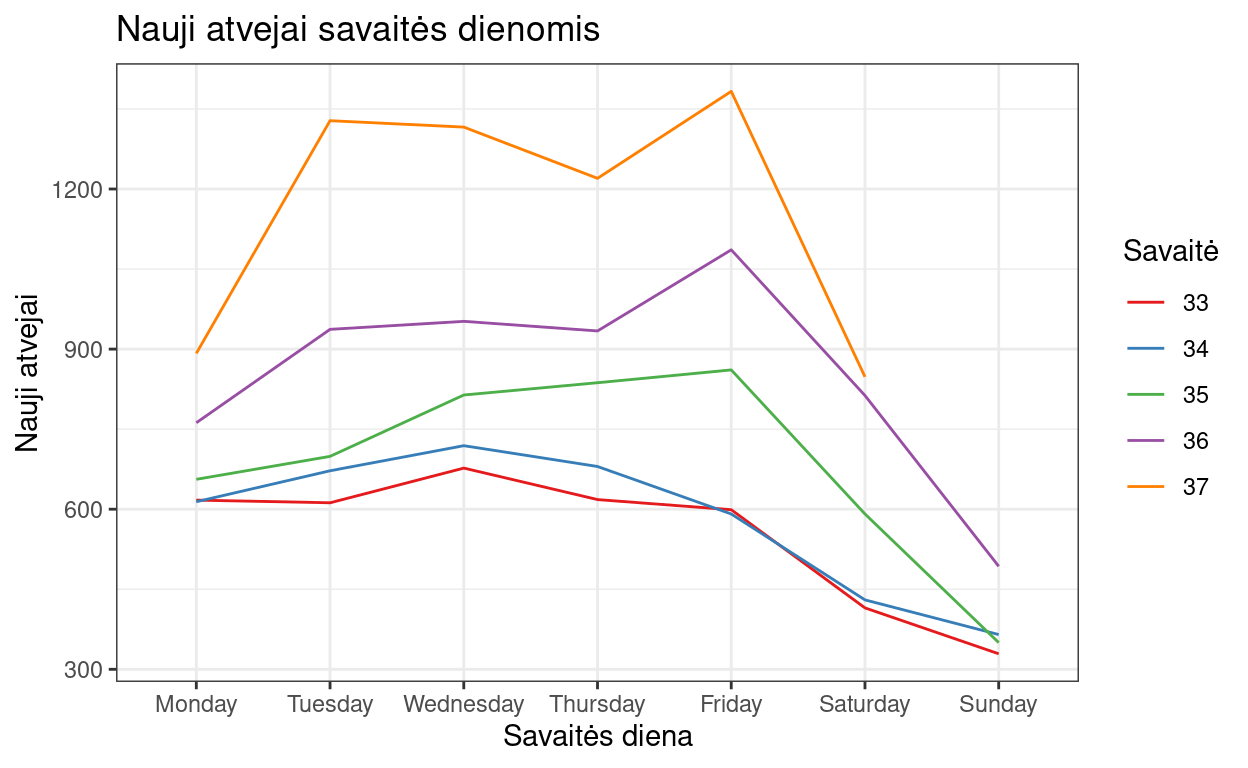 Nauji atvejai savaitės dienomis
Nauji atvejai
1200
900
600
300
Monday Tuesday Wednesday Thursday Friday Saturday Sunday
Savaitės diena
Savaitė
33
34
35
36
37